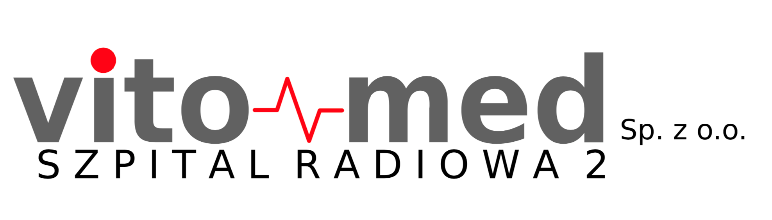 vito med Sp. z o.o.
SZPITAL RADIOWA 2